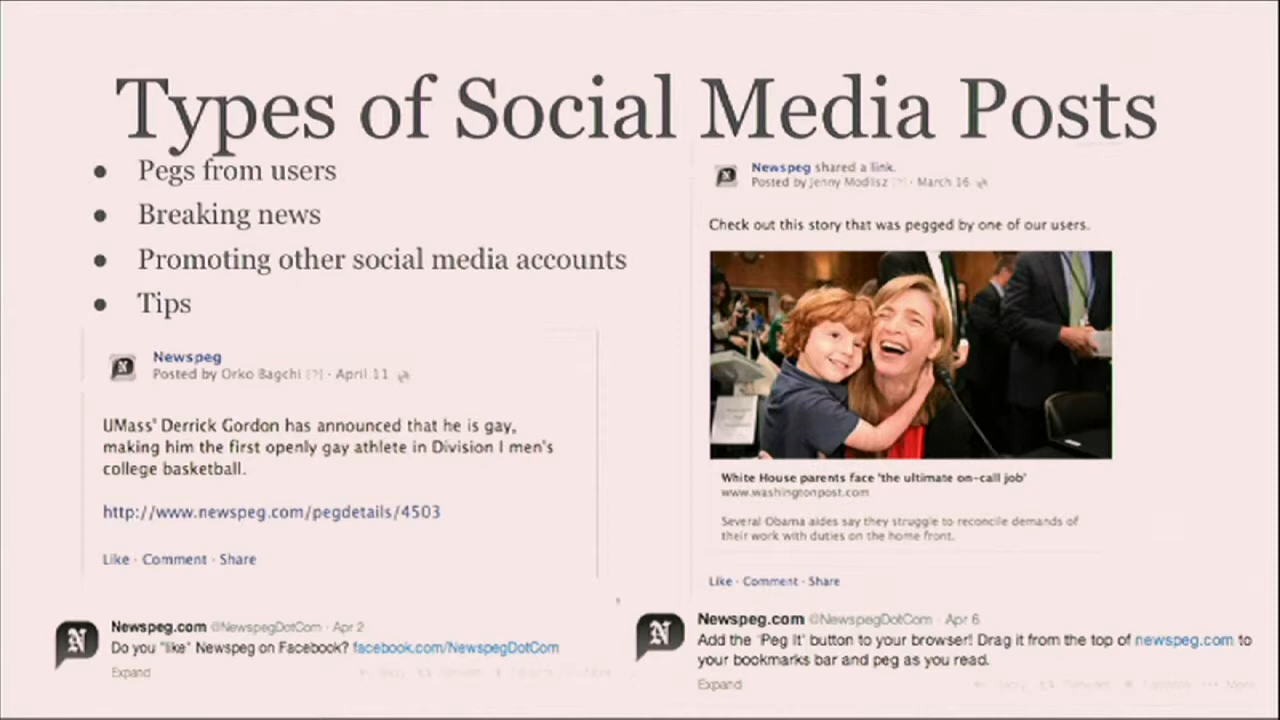 Types of Social Media Posts
● Pegs from users
● Breaking news
● Promoting other social media accounts
● Tips
Newspeg
Posted by Orko Bagchi [?] · April 11
UMass' Derrick Gordon has announced that he is gay,
making him the first openly gay athlete in Division I men's
college basketball.
http://www.newspeg.com/pegdetails/4503
Like · Comment · Share
Newspeg shared a link.
Posted by Jenny Modlisz [?] · March 16
Check out this story that was pegged by one of our users.
White House parents face 'the ultimate on-call job'
www.washingtonpost.com
Several Obama aides say they struggle to reconcile demands of
their work with duties on the home front.
Like · Comment · Share
Newspeg.com @NewspegDotCom · Apr 2
Do you "like" Newspeg on Facebook? facebook.com/NewspegDotCom
Expand
Newspeg.com @NewspegDotCom · Apr 6
Add the 'Peg It' button to your browser! Drag it from the top of newspeg.com to
your bookmarks bar and peg as you read.
Expand